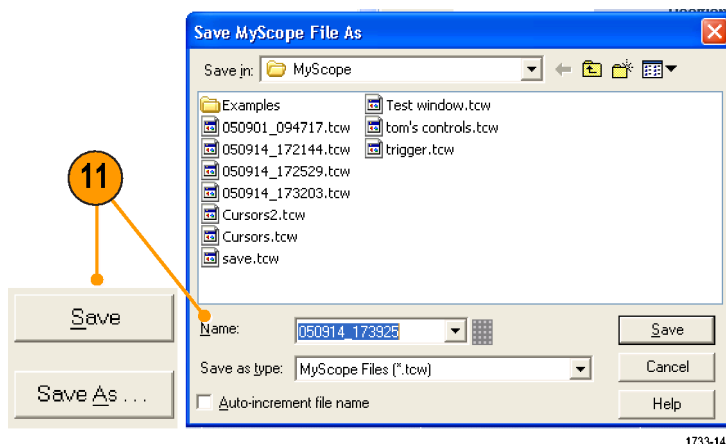 Save MyScope File As
Save in: MyScope
Examples
050901_094717.tcw
050914_172144.tcw
050914_172529.tcw
050914_173203.tcw
Cursors2.tcw
Cursors.tcw
save.tcw
Test window.tcw
tom's controls.tcw
trigger.tcw
11
Save
Save As . . .
Name: 050914_173925
Save
Save as type: MyScope Files (*.tcw)
Cancel
Auto-increment file name
Help
1733-14